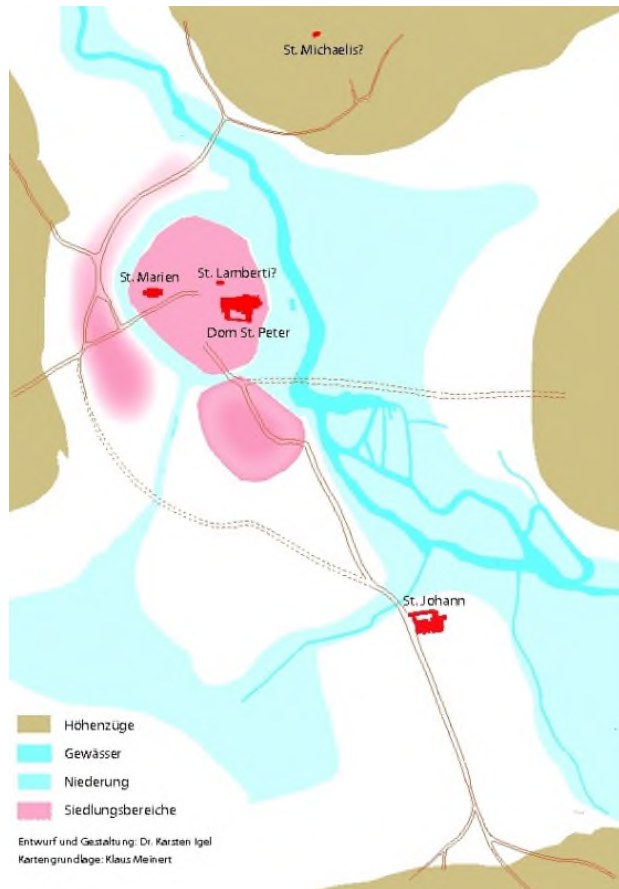 St. Michaelis?
St. Marien
St. Lamberti?
Dom St. Peter
St. Johann
Höhenzüge
Gewässer
Niederung
Siedlungsbereiche
Entwurf und Gestaltung: Dr. Karsten Igel
Kartengrundlage: Klaus Meinert